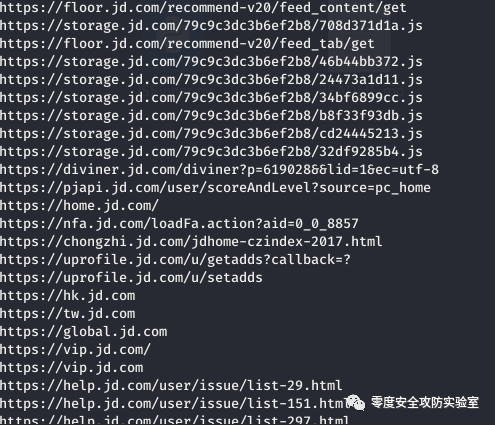 https://floor.jd.com/recommend-v20/feed_content/get
https://storage.jd.com/79c9c3dc3b6ef2b8/708d371d1a.js
https://floor.jd.com/recommend-v20/feed_tab/get
https://storage.jd.com/79c9c3dc3b6ef2b8/46b44bb372.js
https://storage.jd.com/79c9c3dc3b6ef2b8/24473a1d11.js
https://storage.jd.com/79c9c3dc3b6ef2b8/34bf6899cc.js
https://storage.jd.com/79c9c3dc3b6ef2b8/b8f33f93db.js
https://storage.jd.com/79c9c3dc3b6ef2b8/cd24445213.js
https://storage.jd.com/79c9c3dc3b6ef2b8/32df9285b4.js
https://diviner.jd.com/diviner?p=619028&&lid=1&ec=utf-8
https://pjapi.jd.com/user/scoreAndLevel?source=pc_home
https://home.jd.com/
https://nfa.jd.com/loadFa.action?aid=0_0_8857
https://chongzhi.jd.com/jdhome-czindex-2017.html
https://uprofile.jd.com/u/getadds?callback=?
https://uprofile.jd.com/u/setadds
https://hk.jd.com
https://tw.jd.com
https://global.jd.com
https://vip.jd.com/
https://vip.jd.com
https://help.jd.com/user/issue/list-29.html
https://help.jd.com/user/issue/list-151.html
零度安全攻防实验室
https://help.jd.com/user/issue/list-297.html